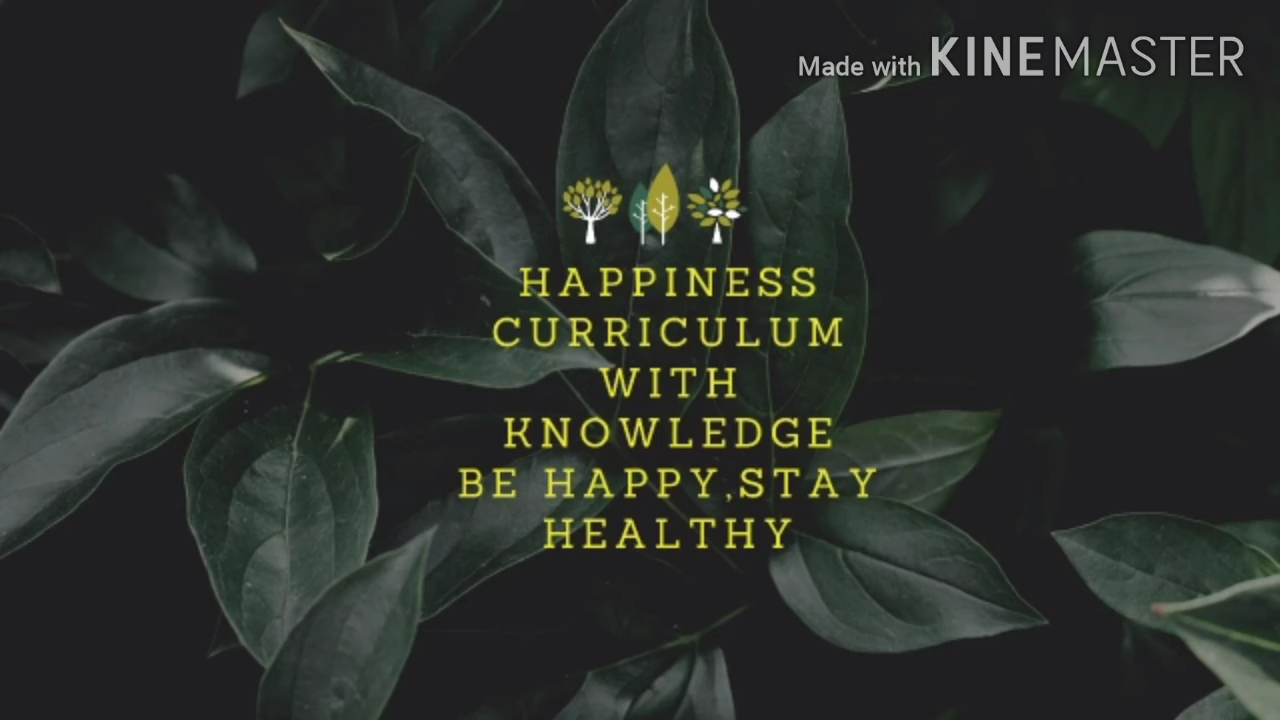 Made with KINEMASTER
HAPPINESS
CURRICULUM
WITH
KNOWLEDGE
BE HAPPY,STAY
HEALTHY